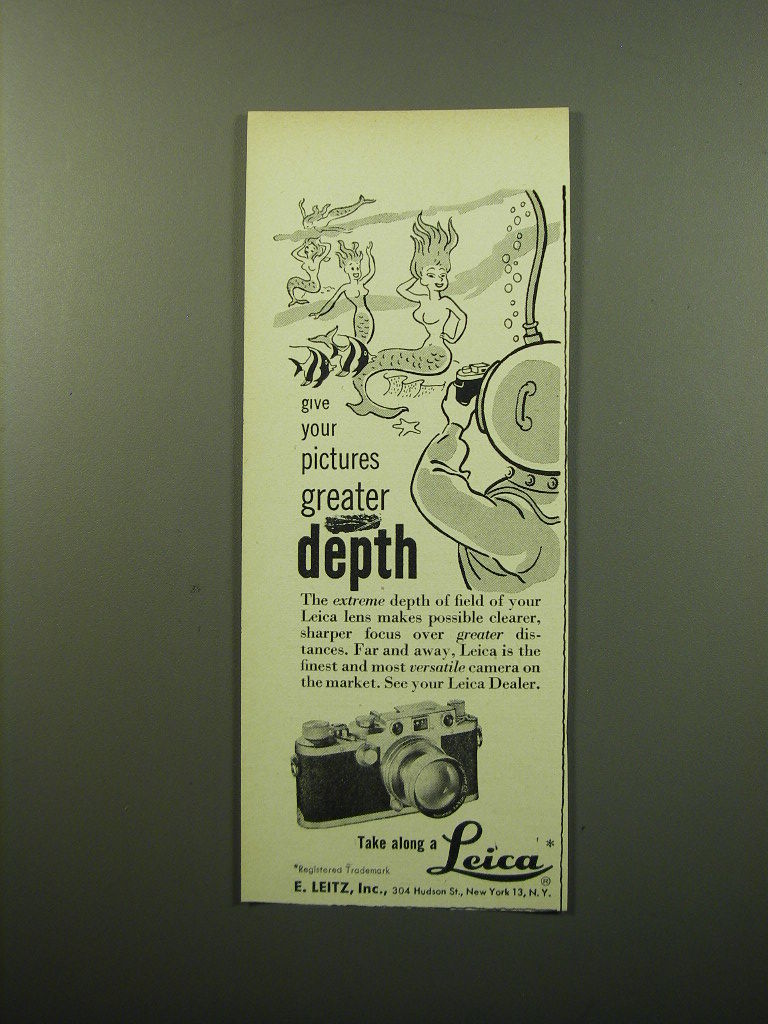 give
your
pictures
greater
depth
The extreme depth of field of your
Leica lens makes possible clearer,
sharper focus over greater dis-
tances. Far and away, Leica is the
finest and most versatile camera on
the market. See your Leica Dealer.
Take along a Leica*
*Registered Trademark
®
E. LEITZ, Inc., 304 Hudson St., New York 13, N.Y.